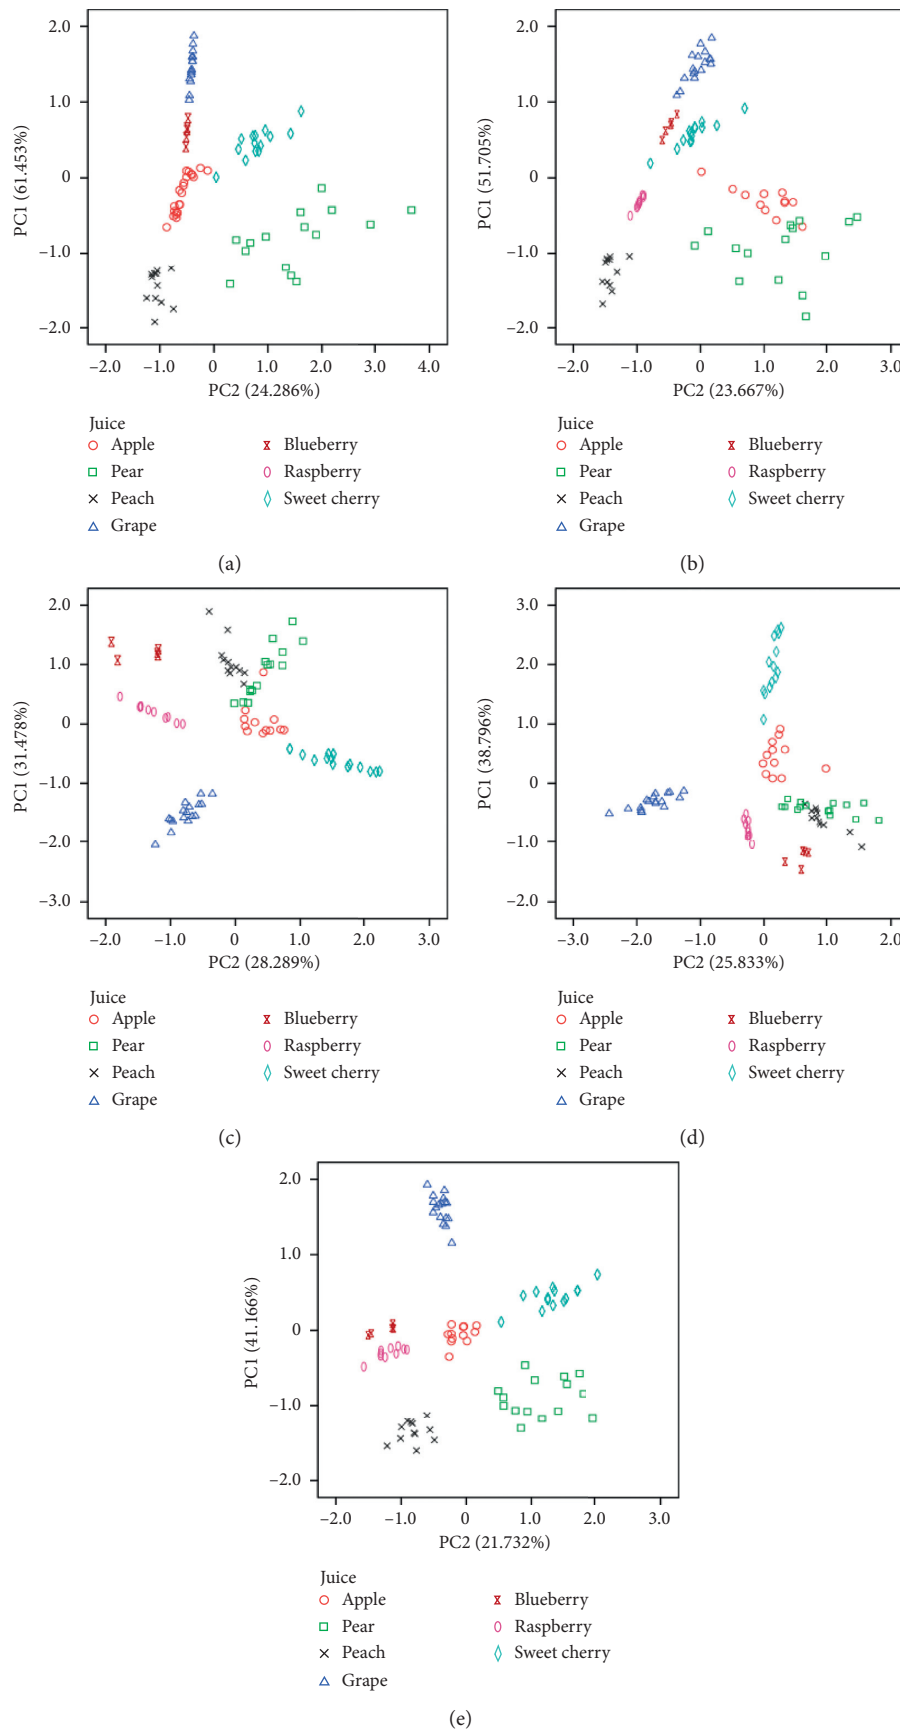 2.0
1.0
0
−1.0
−2.0
PC1 (61.453%)
−2.0 −1.0 0 1.0 2.0 3.0 4.0
PC2 (24.286%)
Juice
Apple
Pear
Peach
Grape
Blueberry
Raspberry
Sweet cherry
(a)
2.0
1.0
0
−1.0
−2.0
PC1 (51.705%)
−2.0 −1.0 0 1.0 2.0 3.0
PC2 (23.667%)
Juice
Apple
Pear
Peach
Grape
Blueberry
Raspberry
Sweet cherry
(b)
2.0
1.0
0
−1.0
−2.0
−3.0
PC1 (31.478%)
−2.0 −1.0 0 1.0 2.0 3.0
PC2 (28.289%)
Juice
Apple
Pear
Peach
Grape
Blueberry
Raspberry
Sweet cherry
(c)
3.0
2.0
1.0
0
−1.0
−2.0
PC1 (38.796%)
−3.0 −2.0 −1.0 0 1.0 2.0
PC2 (25.833%)
Juice
Apple
Pear
Peach
Grape
Blueberry
Raspberry
Sweet cherry
(d)
2.0
1.0
0
−1.0
−2.0
PC1 (41.166%)
−2.0 −1.0 0 1.0 2.0 3.0
PC2 (21.732%)
Juice
Apple
Pear
Peach
Grape
Blueberry
Raspberry
Sweet cherry
(e)